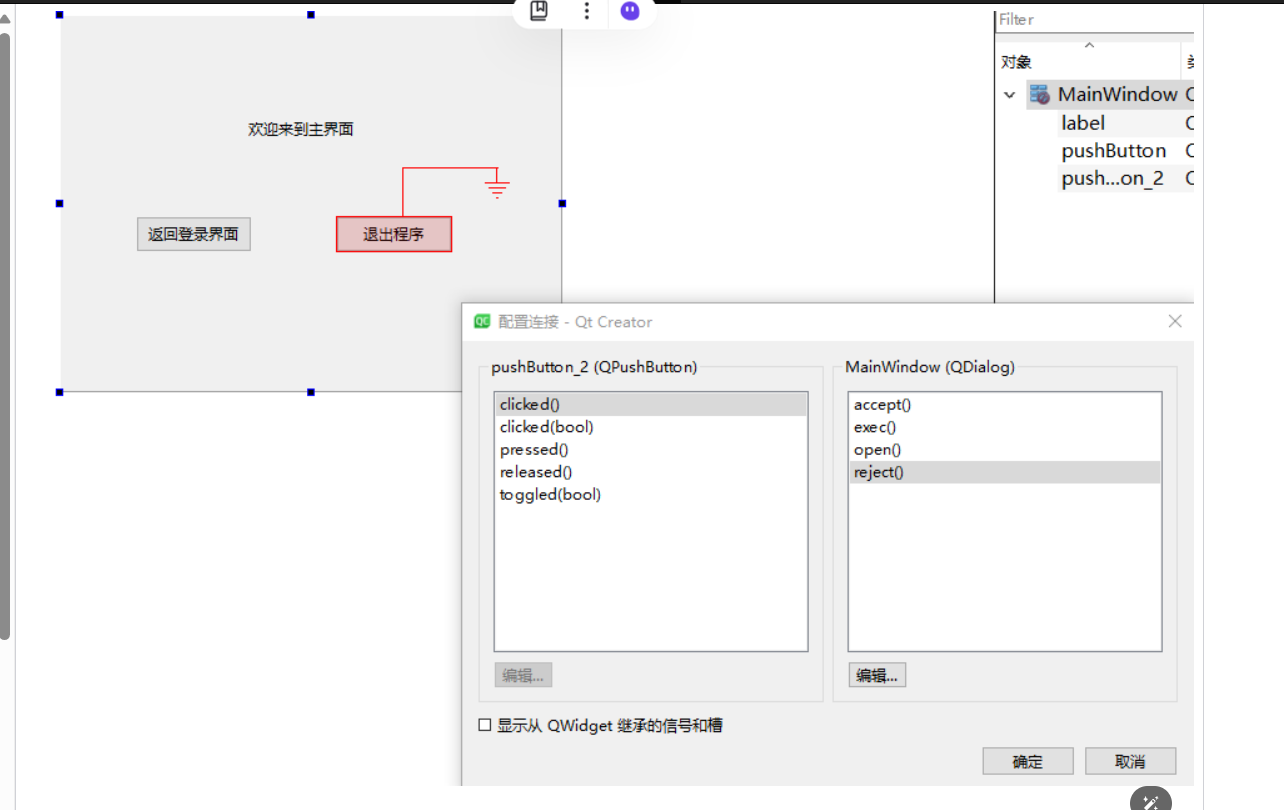 Filter
对象
MainWindow
label
pushButton
push...on_2
欢迎来到主界面
返回登录界面
退出程序
QC 配置连接 - Qt Creator
pushButton_2 (QPushButton)
clicked()
clicked(bool)
pressed()
released()
toggled(bool)
编辑...
MainWindow (QDialog)
accept()
exec()
open()
reject()
编辑...
显示从 QWidget 继承的信号和槽
确定
取消